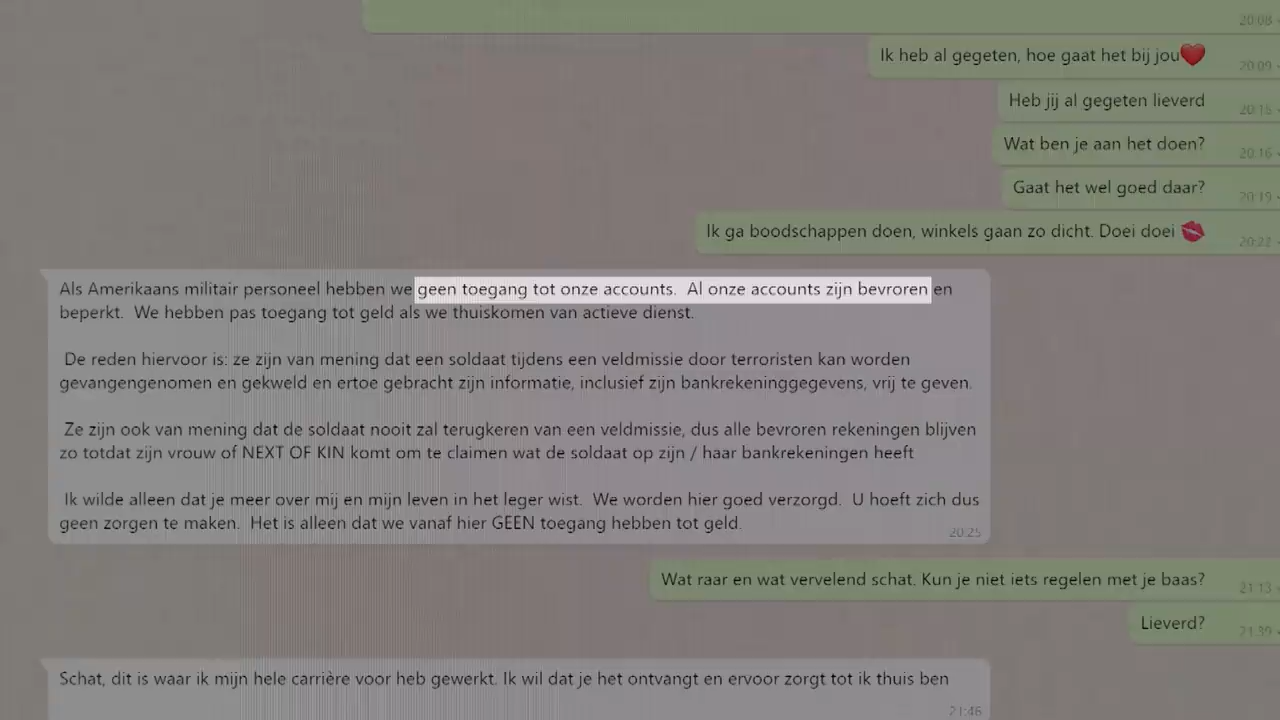 20:08
Ik heb al gegeten, hoe gaat het bij jou❤️
20:09
Heb jij al gegeten lieverd
20:15
Wat ben je aan het doen?
20:16
Gaat het wel goed daar?
20:19
Ik ga boodschappen doen, winkels gaan zo dicht. Doei doei 💋
20:22
Als Amerikaans militair personeel hebben we geen toegang tot onze accounts.  Al onze accounts zijn bevroren en
beperkt.  We hebben pas toegang tot geld als we thuiskomen van actieve dienst.
De reden hiervoor is: ze zijn van mening dat een soldaat tijdens een veldmissie door terroristen kan worden
gevangengenomen en gekweld en ertoe gebracht zijn informatie, inclusief zijn bankrekeninggegevens, vrij te geven.
Ze zijn ook van mening dat de soldaat nooit zal terugkeren van een veldmissie, dus alle bevroren rekeningen blijven
zo totdat zijn vrouw of NEXT OF KIN komt om te claimen wat de soldaat op zijn / haar bankrekeningen heeft
Ik wilde alleen dat je meer over mij en mijn leven in het leger wist.  We worden hier goed verzorgd.  U hoeft zich dus
geen zorgen te maken.  Het is alleen dat we vanaf hier GEEN toegang hebben tot geld.
20:25
Wat raar en wat vervelend schat. Kun je niet iets regelen met je baas?
21:13
Lieverd?
21:39
Schat, dit is waar ik mijn hele carrière voor heb gewerkt. Ik wil dat je het ontvangt en ervoor zorgt tot ik thuis ben
21:46